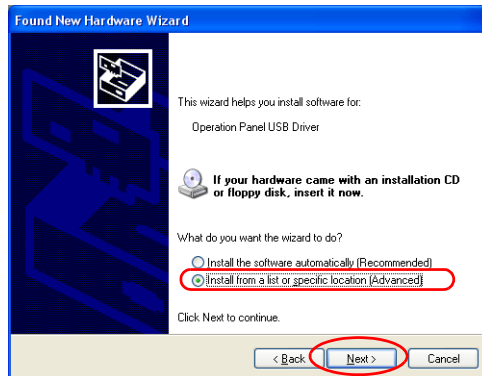 Found New Hardware Wizard
This wizard helps you install software for:
Operation Panel USB Driver
If your hardware came with an installation CD
or floppy disk, insert it now.
What do you want the wizard to do?
Install the software automatically (Recommended)
Install from a list or specific location (Advanced)
Click Next to continue.
< Back Next > Cancel